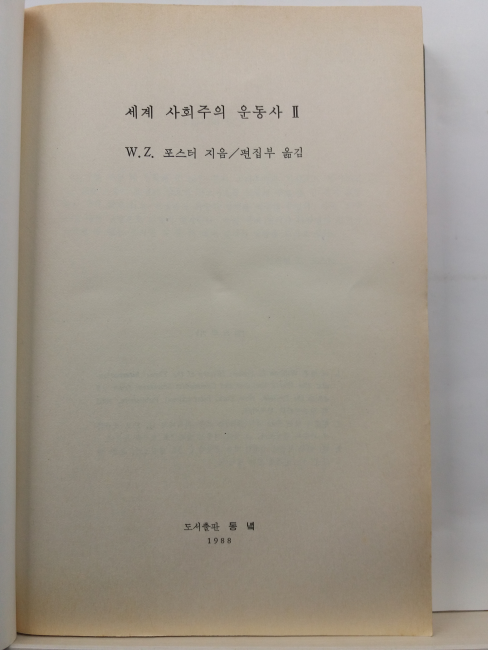 세계 사회주의 운동사 Ⅱ
W.Z. 포스터 지음/편집부 옮김
도서출판 동녘
1988